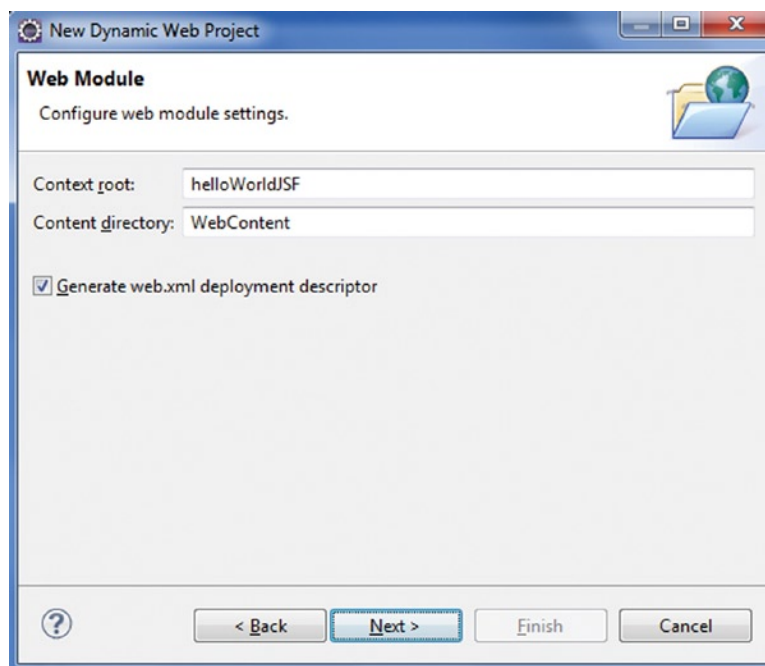 New Dynamic Web Project
Web Module
Configure web module settings.
Context root: helloWorldJSF
Content directory: WebContent
Generate web.xml deployment descriptor
? < Back Next > Finish Cancel